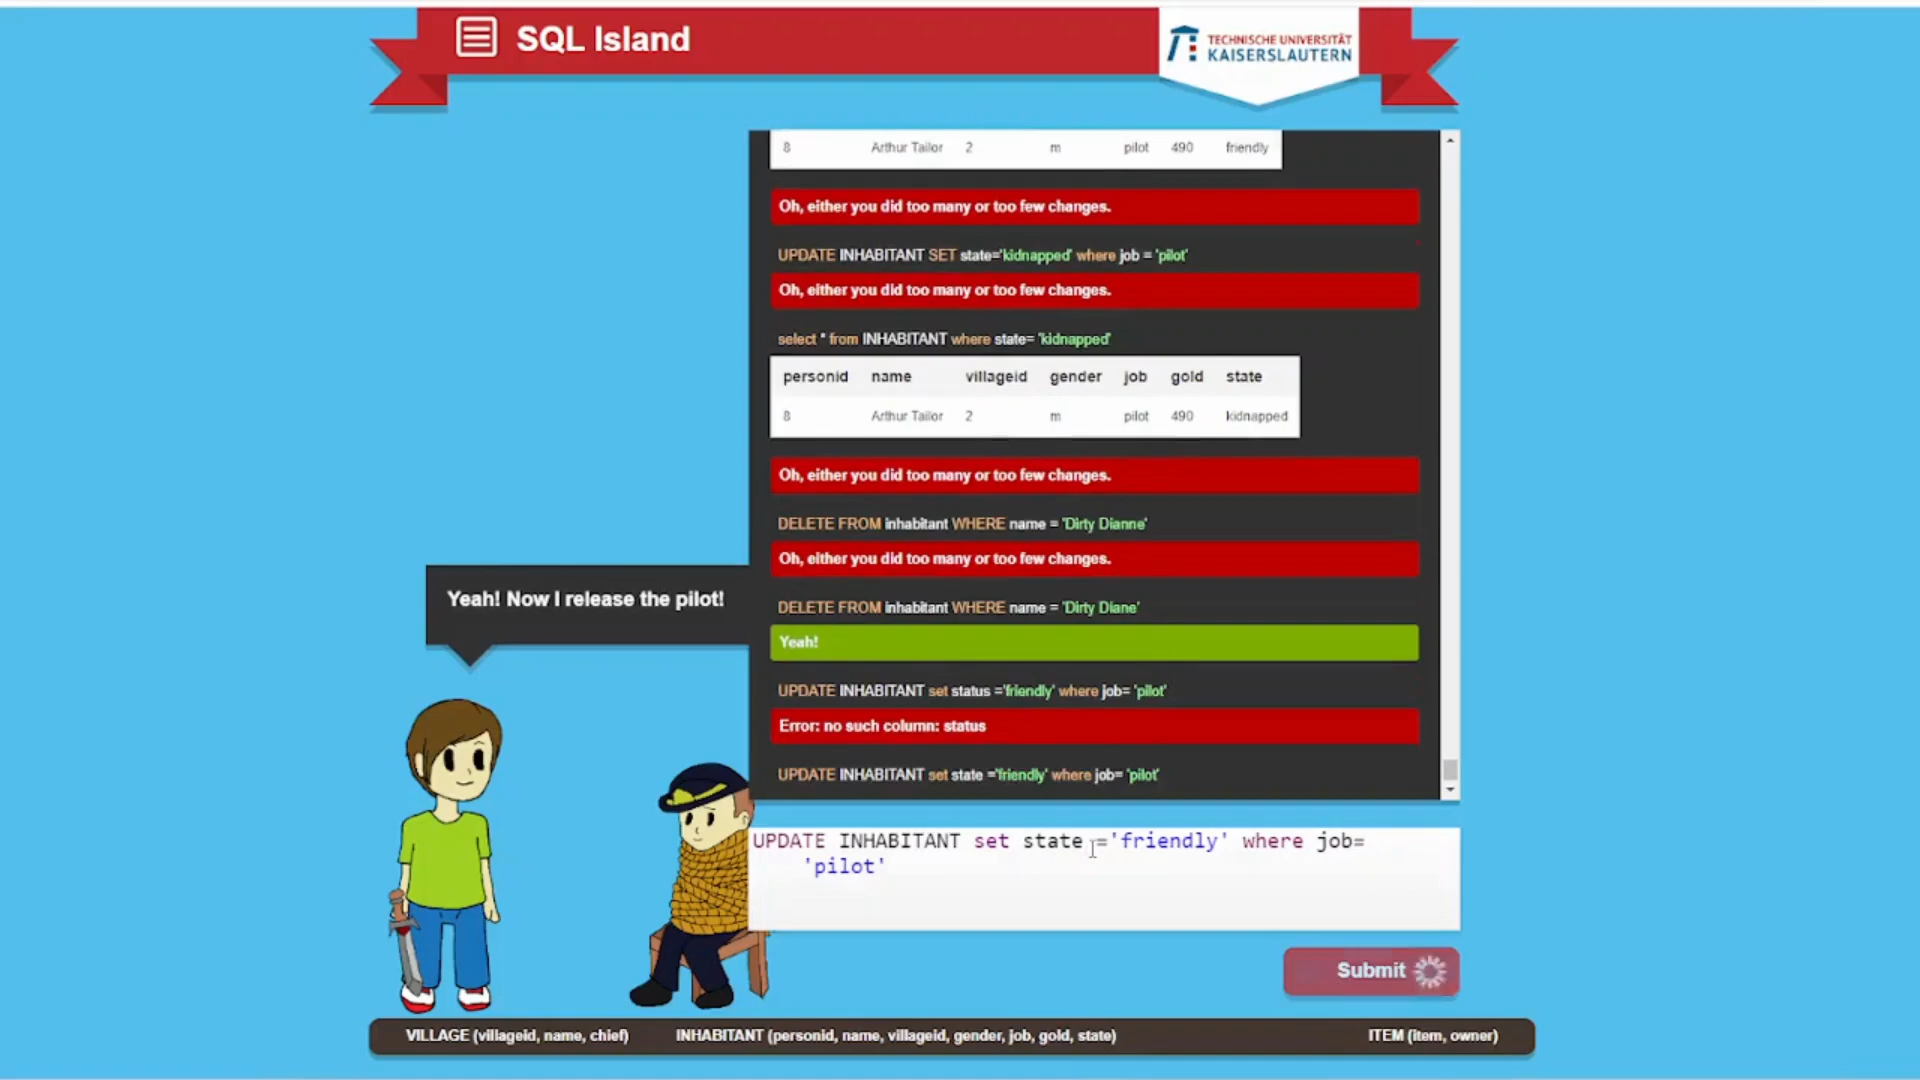 SQL Island
TECHNISCHE UNIVERSITÄT
KAISERSLAUTERN
8 Arthur Tailor 2 m pilot 490 friendly
Oh, either you did too many or too few changes.
UPDATE INHABITANT SET state='kidnapped' where job = 'pilot'
Oh, either you did too many or too few changes.
select * from INHABITANT where state= 'kidnapped'
personid name villageid gender job gold state
8 Arthur Tailor 2 m pilot 490 kidnapped
Oh, either you did too many or too few changes.
DELETE FROM inhabitant WHERE name = 'Dirty Dianne'
Oh, either you did too many or too few changes.
DELETE FROM inhabitant WHERE name = 'Dirty Diane'
Yeah!
UPDATE INHABITANT set status ='friendly' where job= 'pilot'
Error: no such column: status
UPDATE INHABITANT set state ='friendly' where job= 'pilot'
Yeah! Now I release the pilot!
UPDATE INHABITANT set state ='friendly' where job=
'pilot'
Submit
VILLAGE (villageid, name, chief) INHABITANT (personid, name, villageid, gender, job, gold, state) ITEM (item, owner)